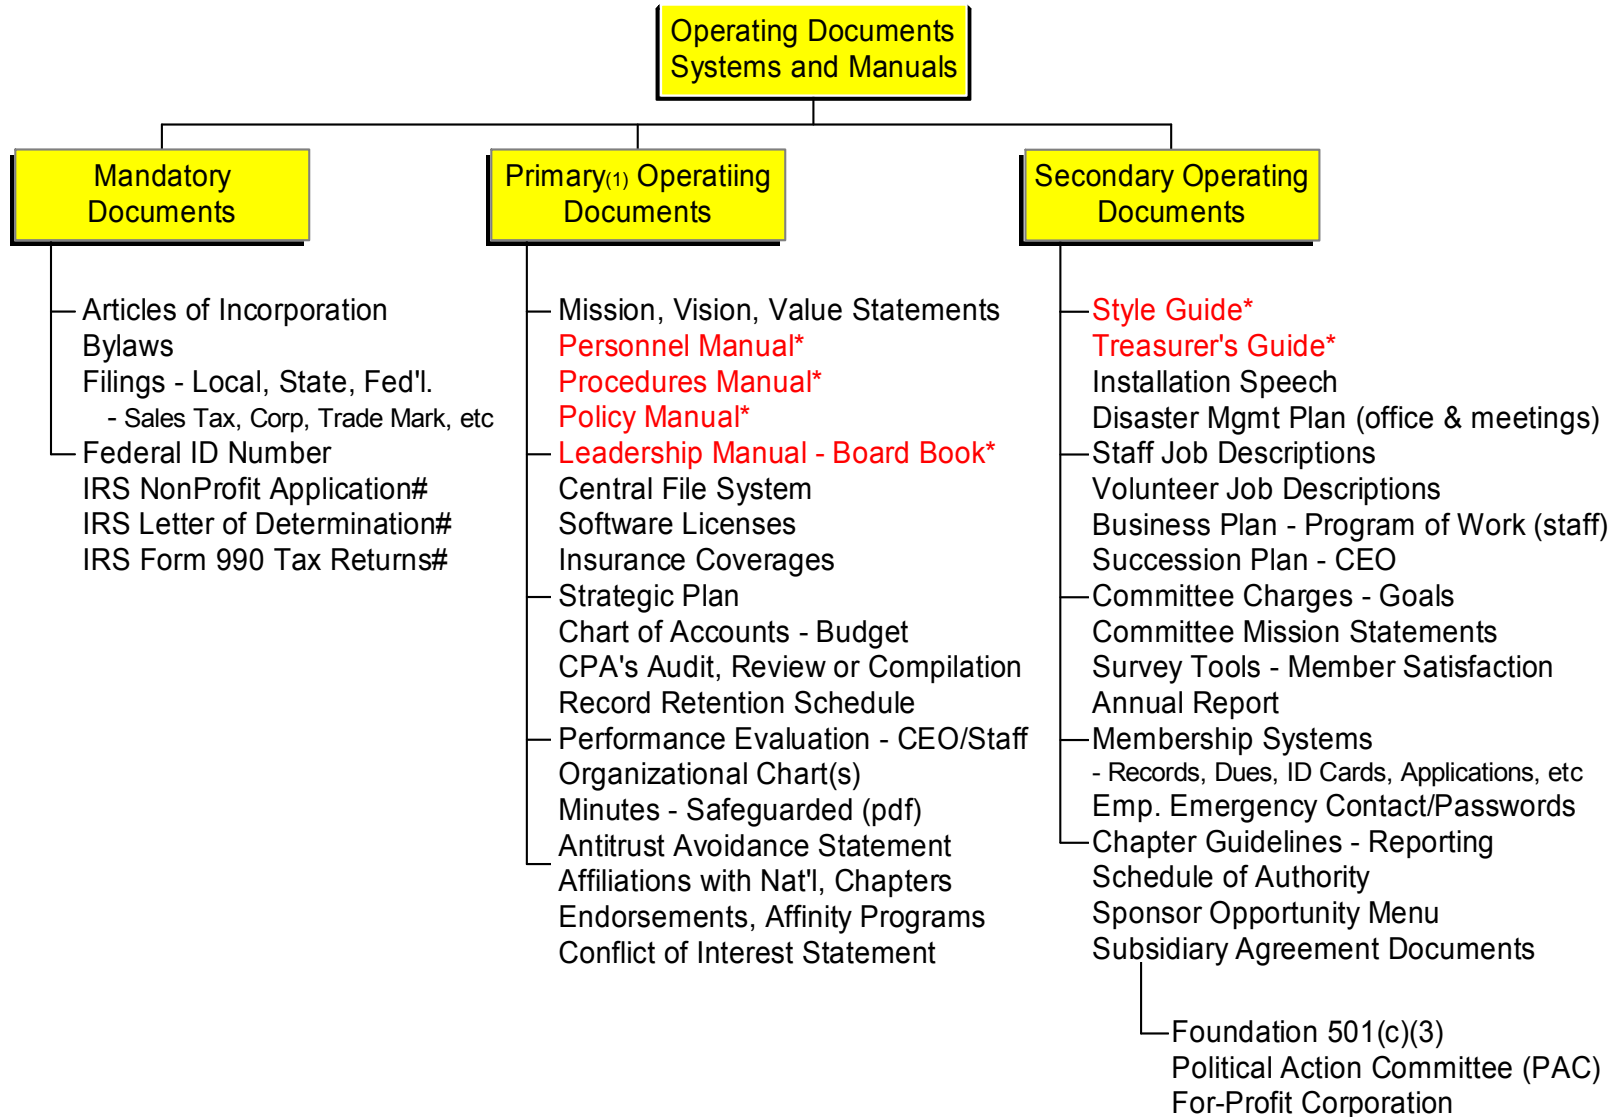 Operating Documents
Systems and Manuals
Mandatory
Documents
Articles of Incorporation
Bylaws
Filings - Local, State, Fed'l.
- Sales Tax, Corp, Trade Mark, etc
Federal ID Number
IRS NonProfit Application#
IRS Letter of Determination#
IRS Form 990 Tax Returns#
Primary(1) Operatiing
Documents
Mission, Vision, Value Statements
Personnel Manual*
Procedures Manual*
Policy Manual*
Leadership Manual - Board Book*
Central File System
Software Licenses
Insurance Coverages
Strategic Plan
Chart of Accounts - Budget
CPA's Audit, Review or Compilation
Record Retention Schedule
Performance Evaluation - CEO/Staff
Organizational Chart(s)
Minutes - Safeguarded (pdf)
Antitrust Avoidance Statement
Affiliations with Nat'l, Chapters
Endorsements, Affinity Programs
Conflict of Interest Statement
Secondary Operating
Documents
Style Guide*
Treasurer's Guide*
Installation Speech
Disaster Mgmt Plan (office & meetings)
Staff Job Descriptions
Volunteer Job Descriptions
Business Plan - Program of Work (staff)
Succession Plan - CEO
Committee Charges - Goals
Committee Mission Statements
Survey Tools - Member Satisfaction
Annual Report
Membership Systems
- Records, Dues, ID Cards, Applications, etc
Emp. Emergency Contact/Passwords
Chapter Guidelines - Reporting
Schedule of Authority
Sponsor Opportunity Menu
Subsidiary Agreement Documents
Foundation 501(c)(3)
Political Action Committee (PAC)
For-Profit Corporation